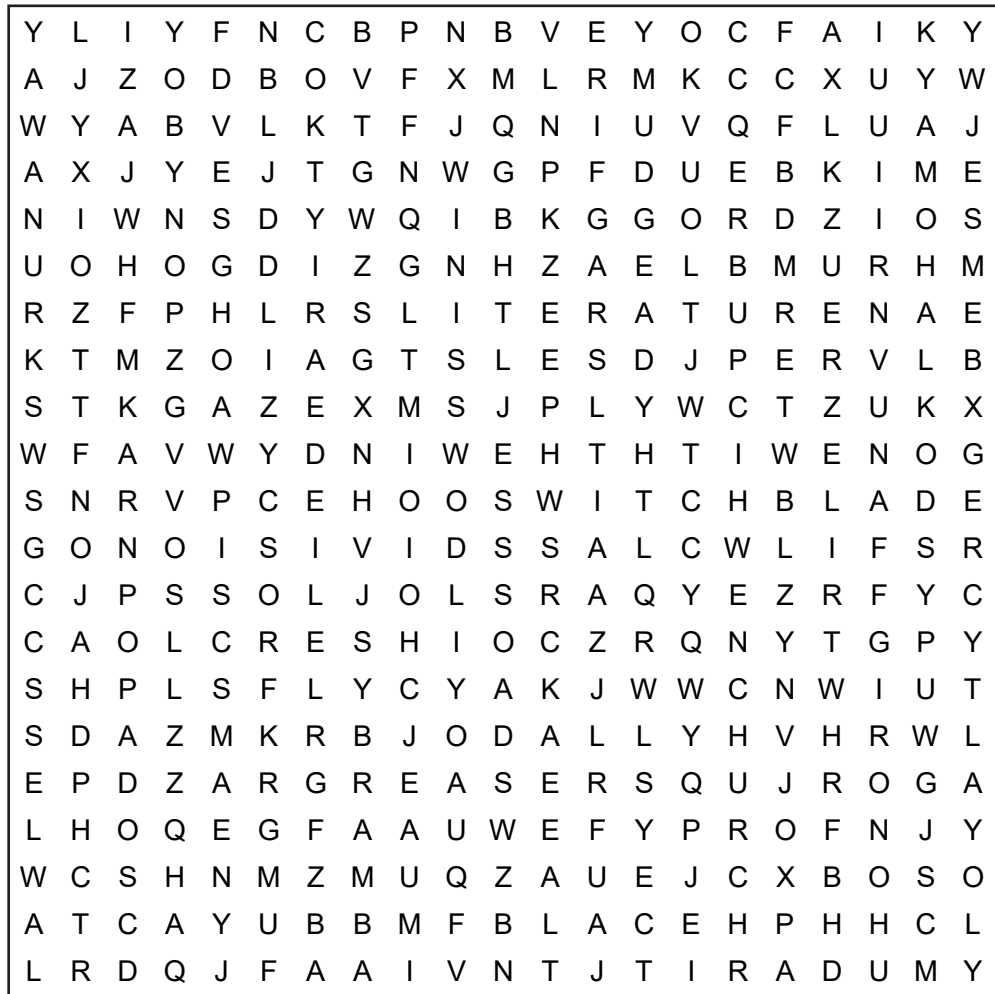 Y L I Y F N C B P N B V E Y O C F A I K Y
A J Z O D B O V F X M L R M K C C X U Y W
W Y A B V L K T F J Q N I U V Q F L U A J
A X J Y E J T G N W G P F D U E B K I M E
N I W N S D Y W Q I B K G G O R D Z I O S
U O H O G D I Z G N H Z A E L B M U R H M
R Z F P H L R S L I T E R A T U R E N A E
K T M Z O I A G T S L E S D J P E R V L B
S T K G A Z E X M S J P L Y W C T Z U K X
W F A V W Y D N I W E H T H T I W E N O G
S N R V P C E H O O S W I T C H B L A D E
G O N O I S I V I D S S A L C W L I F S R
C J P S S O L J O L S R A Q Y E Z R F Y C
C A O L C R E S H I O C Z R Q N Y T G P Y
S H P L S F L Y C Y A K J W W C N W I U T
S D A Z M K R B J O D A L L Y H V H R W L
E P D Z A R G R E A S E R S Q U J R O G A
L H O Q E G F A A U W E F Y P R O F N J Y
W C S H N M Z M U Q Z A U E J C X B O S O
A T C A Y U B B M F B L A C E H P H H C L
L R D Q J F A A I V N T J T I R A D U M Y